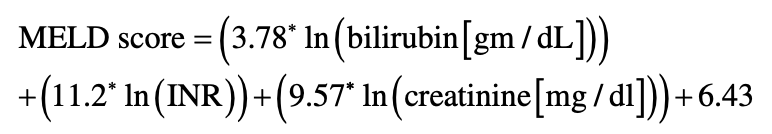 MELD score = (3.78* ln(bilirubin[gm/dL]))
+(11.2* ln(INR))+(9.57* ln(creatinine[mg/dl]))+6.43